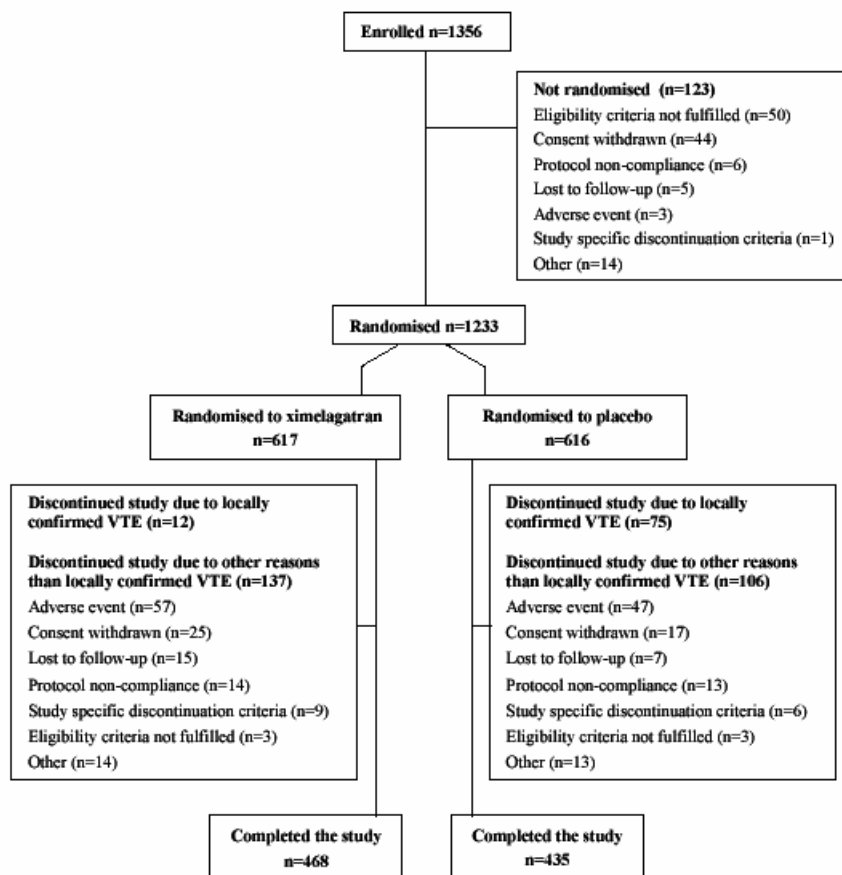 Enrolled n=1356
Not randomised (n=123)
Eligibility criteria not fulfilled (n=50)
Consent withdrawn (n=44)
Protocol non-compliance (n=6)
Lost to follow-up (n=5)
Adverse event (n=3)
Study specific discontinuation criteria (n=1)
Other (n=14)
Randomised n=1233
Randomised to ximelagatran
n=617
Randomised to placebo
n=616
Discontinued study due to locally
confirmed VTE (n=12)
Discontinued study due to other reasons
than locally confirmed VTE (n=137)
Adverse event (n=57)
Consent withdrawn (n=25)
Lost to follow-up (n=15)
Protocol non-compliance (n=14)
Study specific discontinuation criteria (n=9)
Eligibility criteria not fulfilled (n=3)
Other (n=14)
Discontinued study due to locally
confirmed VTE (n=75)
Discontinued study due to other reasons
than locally confirmed VTE (n=106)
Adverse event (n=47)
Consent withdrawn (n=17)
Lost to follow-up (n=7)
Protocol non-compliance (n=13)
Study specific discontinuation criteria (n=6)
Eligibility criteria not fulfilled (n=3)
Other (n=13)
Completed the study
n=468
Completed the study
n=435